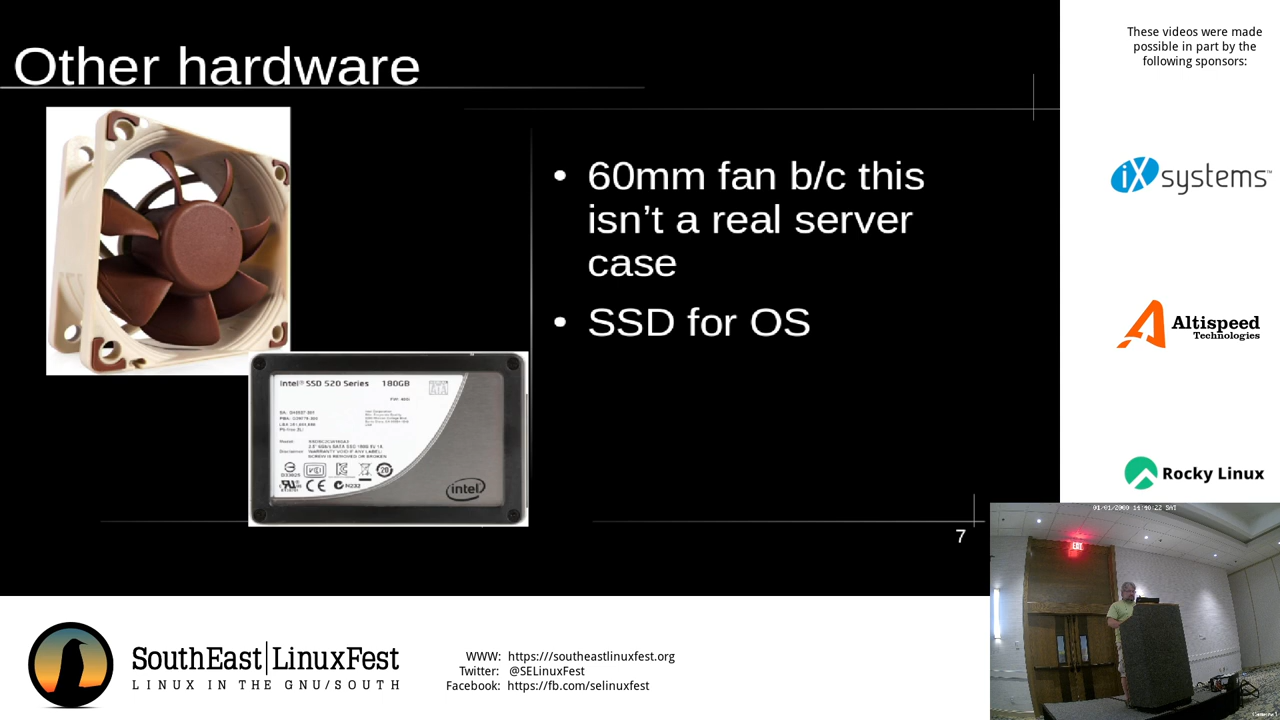 Other hardware
• 60mm fan b/c this
isn’t a real server
case
• SSD for OS
Intel® SSD 520 Series 180GB
SATA
intel
7
These videos were made
possible in part by the
following sponsors:
iXsystems™
Altispeed
Technologies
Rocky Linux
EXIT
SouthEast|LinuxFest
LINUX IN THE GNU/SOUTH
WWW: https:///southeastlinuxfest.org
Twitter: @SELinuxFest
Facebook: https://fb.com/selinuxfest